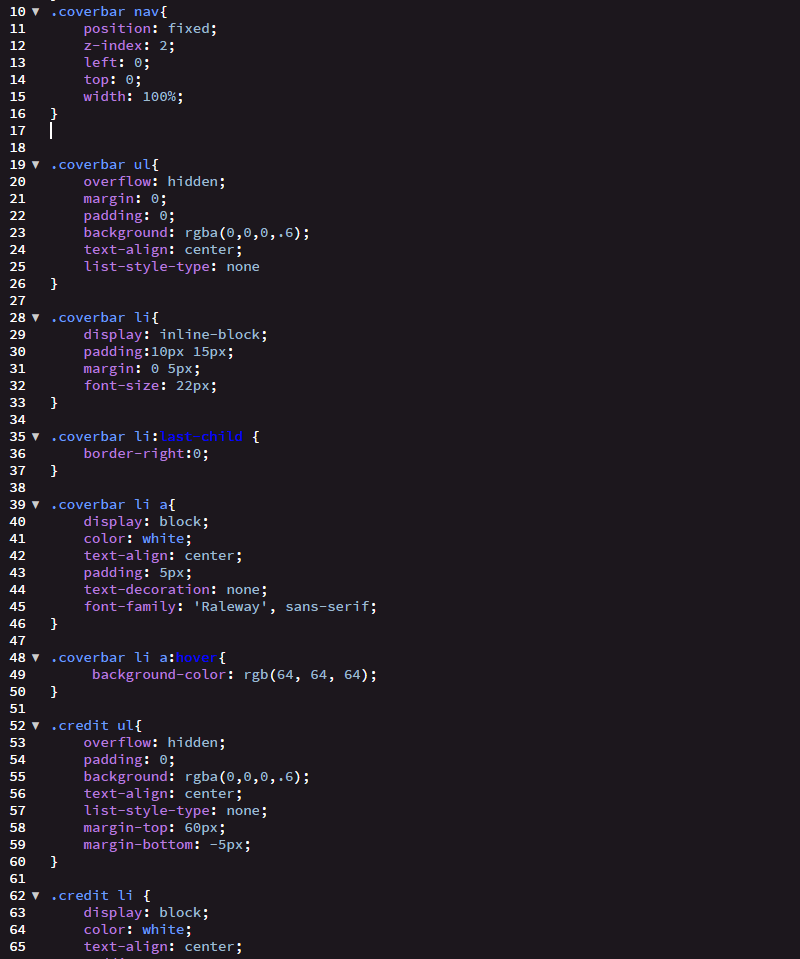 10 ▼ .coverbar nav{
11 position: fixed;
12 z-index: 2;
13 left: 0;
14 top: 0;
15 width: 100%;
16 }
17
18
19 ▼ .coverbar ul{
20 overflow: hidden;
21 margin: 0;
22 padding: 0;
23 background: rgba(0,0,0,.6);
24 text-align: center;
25 list-style-type: none
26 }
27
28 ▼ .coverbar li{
29 display: inline-block;
30 padding:10px 15px;
31 margin: 0 5px;
32 font-size: 22px;
33 }
34
35 ▼ .coverbar li:last-child {
36 border-right:0;
37 }
38
39 ▼ .coverbar li a{
40 display: block;
41 color: white;
42 text-align: center;
43 padding: 5px;
44 text-decoration: none;
45 font-family: 'Raleway', sans-serif;
46 }
47
48 ▼ .coverbar li a:hover{
49 background-color: rgb(64, 64, 64);
50 }
51
52 ▼ .credit ul{
53 overflow: hidden;
54 padding: 0;
55 background: rgba(0,0,0,.6);
56 text-align: center;
57 list-style-type: none;
58 margin-top: 60px;
59 margin-bottom: -5px;
60 }
61
62 ▼ .credit li {
63 display: block;
64 color: white;
65 text-align: center;